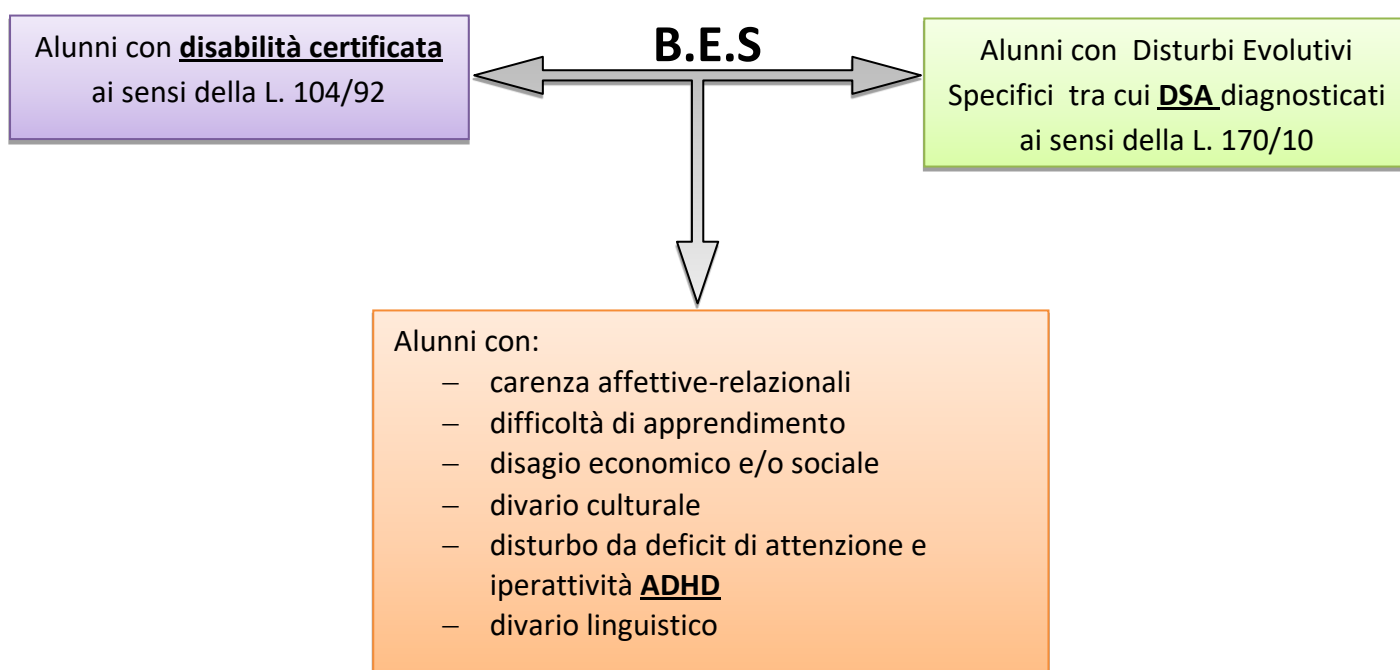 B.E.S
Alunni con disabilità certificata
ai sensi della L. 104/92
Alunni con Disturbi Evolutivi
Specifici tra cui DSA diagnosticati
ai sensi della L. 170/10
Alunni con:
– carenza affettive-relazionali
– difficoltà di apprendimento
– disagio economico e/o sociale
– divario culturale
– disturbo da deficit di attenzione e
iperattività ADHD
– divario linguistico